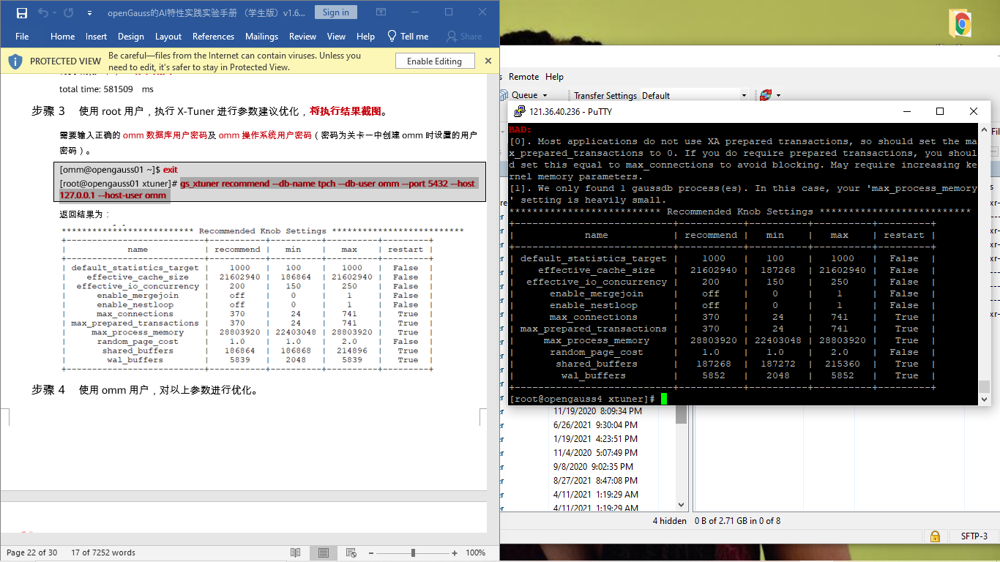 openGauss的AI特性实践实验手册 （学生版）v1.6...
Sign in
File Home Insert Design Layout References Mailings Review View Help Tell me Share
PROTECTED VIEW Be careful—files from the Internet can contain viruses. Unless you
need to edit, it's safer to stay in Protected View.
Enable Editing
total time: 581509 ms
步骤 3 使用 root 用户，执行 X-Tuner 进行参数建议优化，将执行结果截图。
需要输入正确的 omm 数据库用户密码及 omm 操作系统用户密码（密码为关卡一中创建 omm 时设置的用户
密码）。
[omm@opengauss01 ~]$ exit
[root@opengauss01 xtuner]# gs_xtuner recommend --db-name tpch --db-user omm --port 5432 --host
127.0.0.1 --host-user omm
返回结果为：
************************** Recommended Knob Settings **************************
+---------------------------+-----------+----------+----------+---------+
| name | recommend | min | max | restart |
+---------------------------+-----------+----------+----------+---------+
| default_statistics_target | 1000 | 100 | 1000 | False |
| effective_cache_size | 21602940 | 186864 | 21602940 | False |
| effective_io_concurrency | 200 | 150 | 250 | False |
| enable_mergejoin | off | 0 | 1 | False |
| enable_nestloop | off | 0 | 1 | False |
| max_connections | 370 | 24 | 741 | True |
| max_prepared_transactions | 370 | 24 | 741 | True |
| max_process_memory | 28803920 | 22403048 | 28803920 | True |
| random_page_cost | 1.0 | 1.0 | 2.0 | False |
| shared_buffers | 186864 | 186868 | 214896 | True |
| wal_buffers | 5839 | 2048 | 5839 | True |
+---------------------------+-----------+----------+----------+---------+
步骤 4 使用 omm 用户，对以上参数进行优化。
Page 22 of 30 17 of 7252 words
100%
Remote Help
Queue Transfer Settings Default
121.36.40.236 - PuTTY
BAD:
[0]. Most applications do not use XA prepared transactions, so should set the ma
x_prepared_transactions to 0. If you do require prepared transactions, you shoul
d set this equal to max_connections to avoid blocking. May require increasing ke
rnel memory parameters.
[1]. We only found 1 gaussdb process(es). In this case, your 'max_process_memory
' setting is heavily small.
************************** Recommended Knob Settings **************************
+---------------------------+-----------+----------+----------+---------+
| name | recommend | min | max | restart |
+---------------------------+-----------+----------+----------+---------+
| default_statistics_target | 1000 | 100 | 1000 | False |
| effective_cache_size | 21602940 | 187268 | 21602940 | False |
| effective_io_concurrency | 200 | 150 | 250 | False |
| enable_mergejoin | off | 0 | 1 | False |
| enable_nestloop | off | 0 | 1 | False |
| max_connections | 370 | 24 | 741 | True |
| max_prepared_transactions | 370 | 24 | 741 | True |
| max_process_memory | 28803920 | 22403048 | 28803920 | True |
| random_page_cost | 1.0 | 1.0 | 2.0 | False |
| shared_buffers | 187268 | 187272 | 215360 | True |
| wal_buffers | 5852 | 2048 | 5852 | True |
+---------------------------+-----------+----------+----------+---------+
[root@opengauss4 xtuner]#
11/19/2020 8:09:34 PM
6/26/2021 9:30:04 PM
1/19/2021 4:23:51 PM
11/4/2020 5:07:49 PM
9/8/2020 9:02:35 PM
8/27/2021 8:47:08 PM
4/11/2021 1:19:29 AM
4/11/2021 1:19:29 AM
4 hidden 0 B of 2.71 GB in 0 of 8
SFTP-3